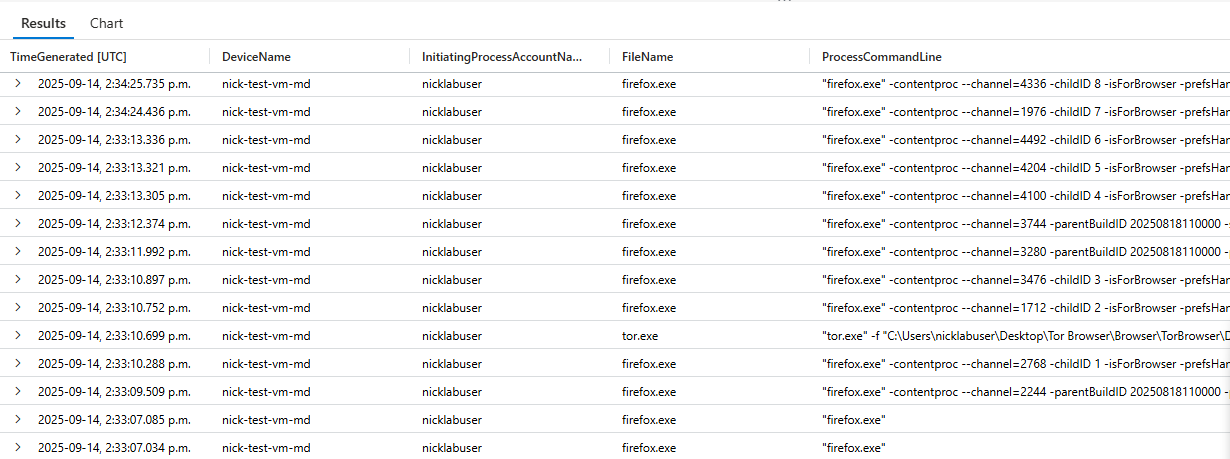 Results Chart
TimeGenerated [UTC] DeviceName InitiatingProcessAccountNa... FileName ProcessCommandLine
2025-09-14, 2:34:25.735 p.m. nick-test-vm-md nicklabuser firefox.exe "firefox.exe" -contentproc --channel=4336 -childID 8 -isForBrowser -prefsHan
2025-09-14, 2:34:24.436 p.m. nick-test-vm-md nicklabuser firefox.exe "firefox.exe" -contentproc --channel=1976 -childID 7 -isForBrowser -prefsHan
2025-09-14, 2:33:13.336 p.m. nick-test-vm-md nicklabuser firefox.exe "firefox.exe" -contentproc --channel=4492 -childID 6 -isForBrowser -prefsHan
2025-09-14, 2:33:13.321 p.m. nick-test-vm-md nicklabuser firefox.exe "firefox.exe" -contentproc --channel=4204 -childID 5 -isForBrowser -prefsHan
2025-09-14, 2:33:13.305 p.m. nick-test-vm-md nicklabuser firefox.exe "firefox.exe" -contentproc --channel=4100 -childID 4 -isForBrowser -prefsHan
2025-09-14, 2:33:12.374 p.m. nick-test-vm-md nicklabuser firefox.exe "firefox.exe" -contentproc --channel=3744 -parentBuildID 20250818110000 -s
2025-09-14, 2:33:11.992 p.m. nick-test-vm-md nicklabuser firefox.exe "firefox.exe" -contentproc --channel=3280 -parentBuildID 20250818110000 -
2025-09-14, 2:33:10.897 p.m. nick-test-vm-md nicklabuser firefox.exe "firefox.exe" -contentproc --channel=3476 -childID 3 -isForBrowser -prefsHan
2025-09-14, 2:33:10.752 p.m. nick-test-vm-md nicklabuser firefox.exe "firefox.exe" -contentproc --channel=1712 -childID 2 -isForBrowser -prefsHan
2025-09-14, 2:33:10.699 p.m. nick-test-vm-md nicklabuser tor.exe "tor.exe" -f "C:\Users\nicklabuser\Desktop\Tor Browser\Browser\TorBrowser\D
2025-09-14, 2:33:10.288 p.m. nick-test-vm-md nicklabuser firefox.exe "firefox.exe" -contentproc --channel=2768 -childID 1 -isForBrowser -prefsHan
2025-09-14, 2:33:09.509 p.m. nick-test-vm-md nicklabuser firefox.exe "firefox.exe" -contentproc --channel=2244 -parentBuildID 20250818110000 -
2025-09-14, 2:33:07.085 p.m. nick-test-vm-md nicklabuser firefox.exe "firefox.exe"
2025-09-14, 2:33:07.034 p.m. nick-test-vm-md nicklabuser firefox.exe "firefox.exe"